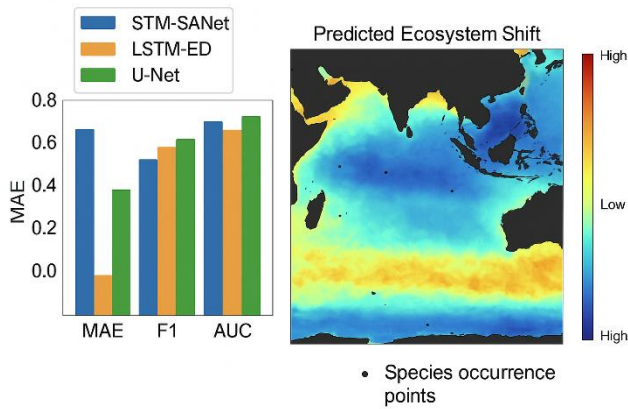 STM-SANet
LSTM-ED
U-Net
MAE
0.8
0.6
0.4
0.2
0.0
MAE F1 AUC
Predicted Ecosystem Shift
High
Low
High
• Species occurrence
points